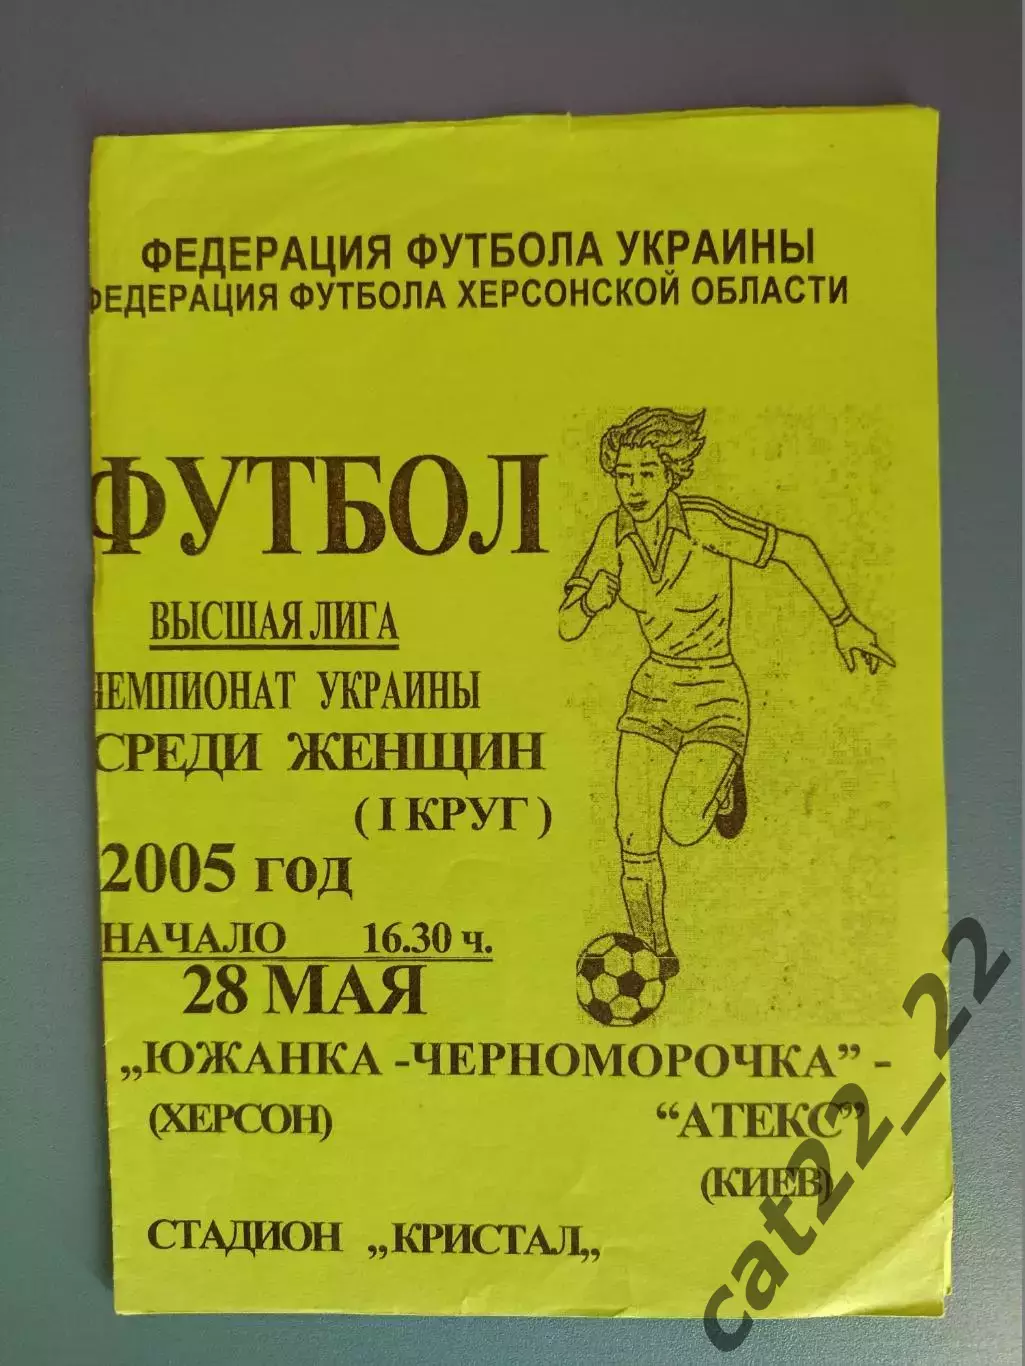 ФЕДЕРАЦИЯ ФУТБОЛА УКРАИНЫ
ФЕДЕРАЦИЯ ФУТБОЛА ХЕРСОНСКОЙ ОБЛАСТИ
ФУТБОЛ
ВЫСШАЯ ЛИГА
ЧЕМПИОНАТ УКРАИНЫ
СРЕДИ ЖЕНЩИН
( I КРУГ )
2005 год
НАЧАЛО 16.30 ч.
28 МАЯ
„ЮЖАНКА -ЧЕРНОМОРОЧКА” -
(ХЕРСОН) “АТЕКС”
(КИЕВ)
СТАДИОН „КРИСТАЛ„
cat22_22